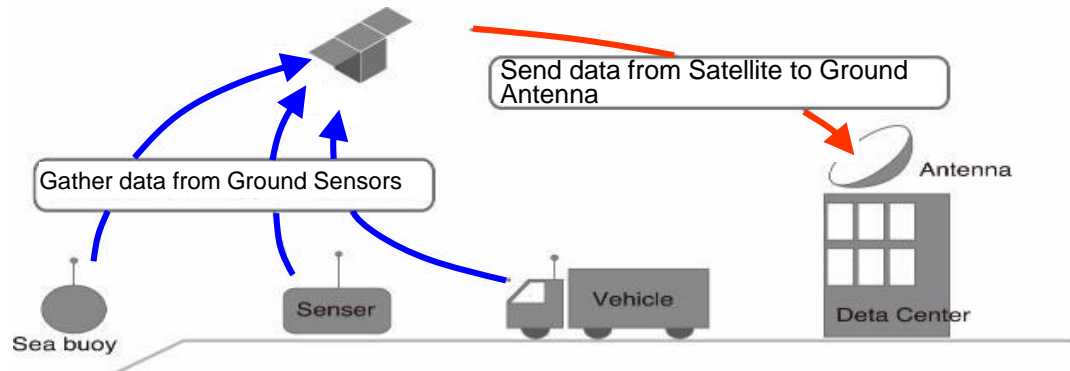 Send data from Satellite to Ground
Antenna
Gather data from Ground Sensors
Antenna
Sea buoy
Senser
Vehicle
Deta Center